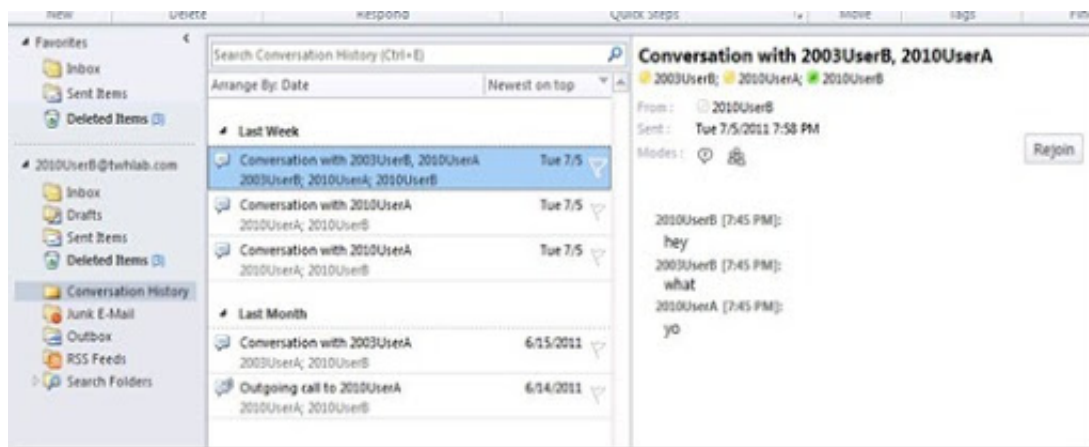 New Delete Respond Quick Steps Move Tags
Favorites
Inbox
Sent Items
Deleted Items (3)
2010UserB@twhlab.com
Inbox
Drafts
Sent Items
Deleted Items (3)
Conversation History
Junk E-Mail
Outbox
RSS Feeds
Search Folders
Search Conversation History (Ctrl+E)
Arrange By: Date Newest on top
Last Week
Conversation with 2003UserB, 2010UserA Tue 7/5
2003UserB; 2010UserA; 2010UserB
Conversation with 2010UserA Tue 7/5
2010UserA; 2010UserB
Conversation with 2010UserA Tue 7/5
2010UserA; 2010UserB
Last Month
Conversation with 2003UserA 6/15/2011
2003UserA; 2010UserB
Outgoing call to 2010UserA 6/14/2011
2010UserA; 2010UserB
Conversation with 2003UserB, 2010UserA
2003UserB; 2010UserA; 2010UserB
From: 2010UserB
Sent: Tue 7/5/2011 7:58 PM
Modes:
Rejoin
2010UserB [7:45 PM]:
hey
2003UserB [7:45 PM]:
what
2010UserA [7:45 PM]:
yo